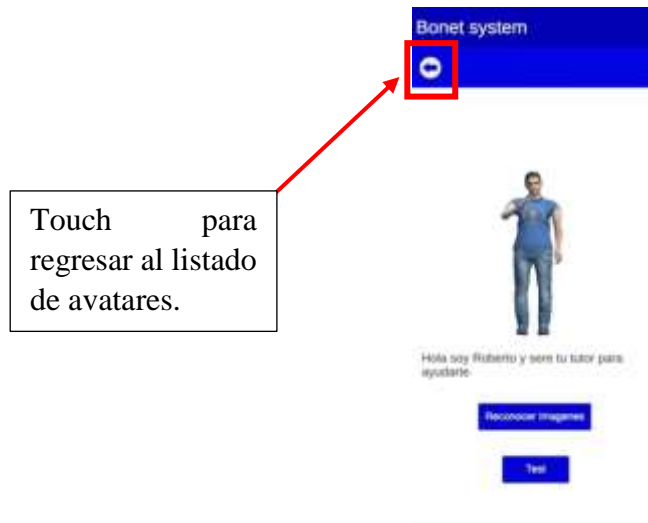 Bonet system
Touch para
regresar al listado
de avatares.
Hola soy Roberto y sere tu tutor para
ayudarte
Reconocer imagenes
Test